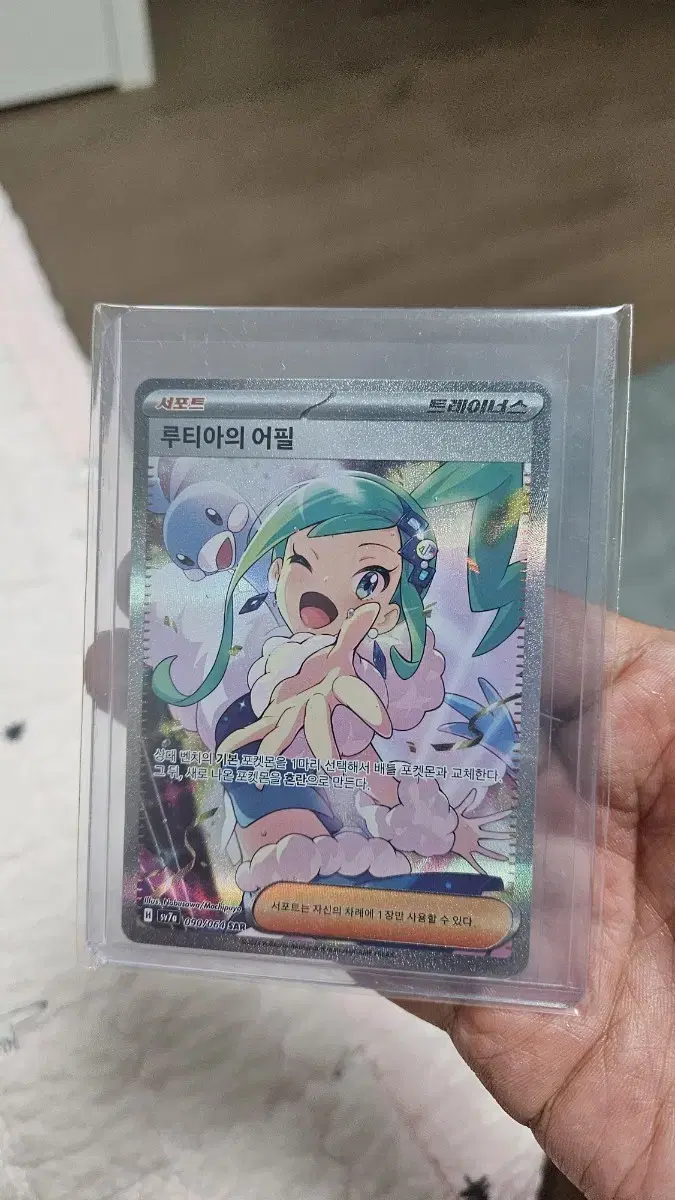 서포트 트레이너스
루티아의 어필
상대 벤치의 기본 포켓몬을 1마리 선택해서 배틀 포켓몬과 교체한다.
그 뒤, 새로 나온 포켓몬을 혼란으로 만든다.
Illus. Nobusawa/Mochipuyo
서포트는 자신의 차례에 1장만 사용할 수 있다.
H sv7a 090/064 SAR